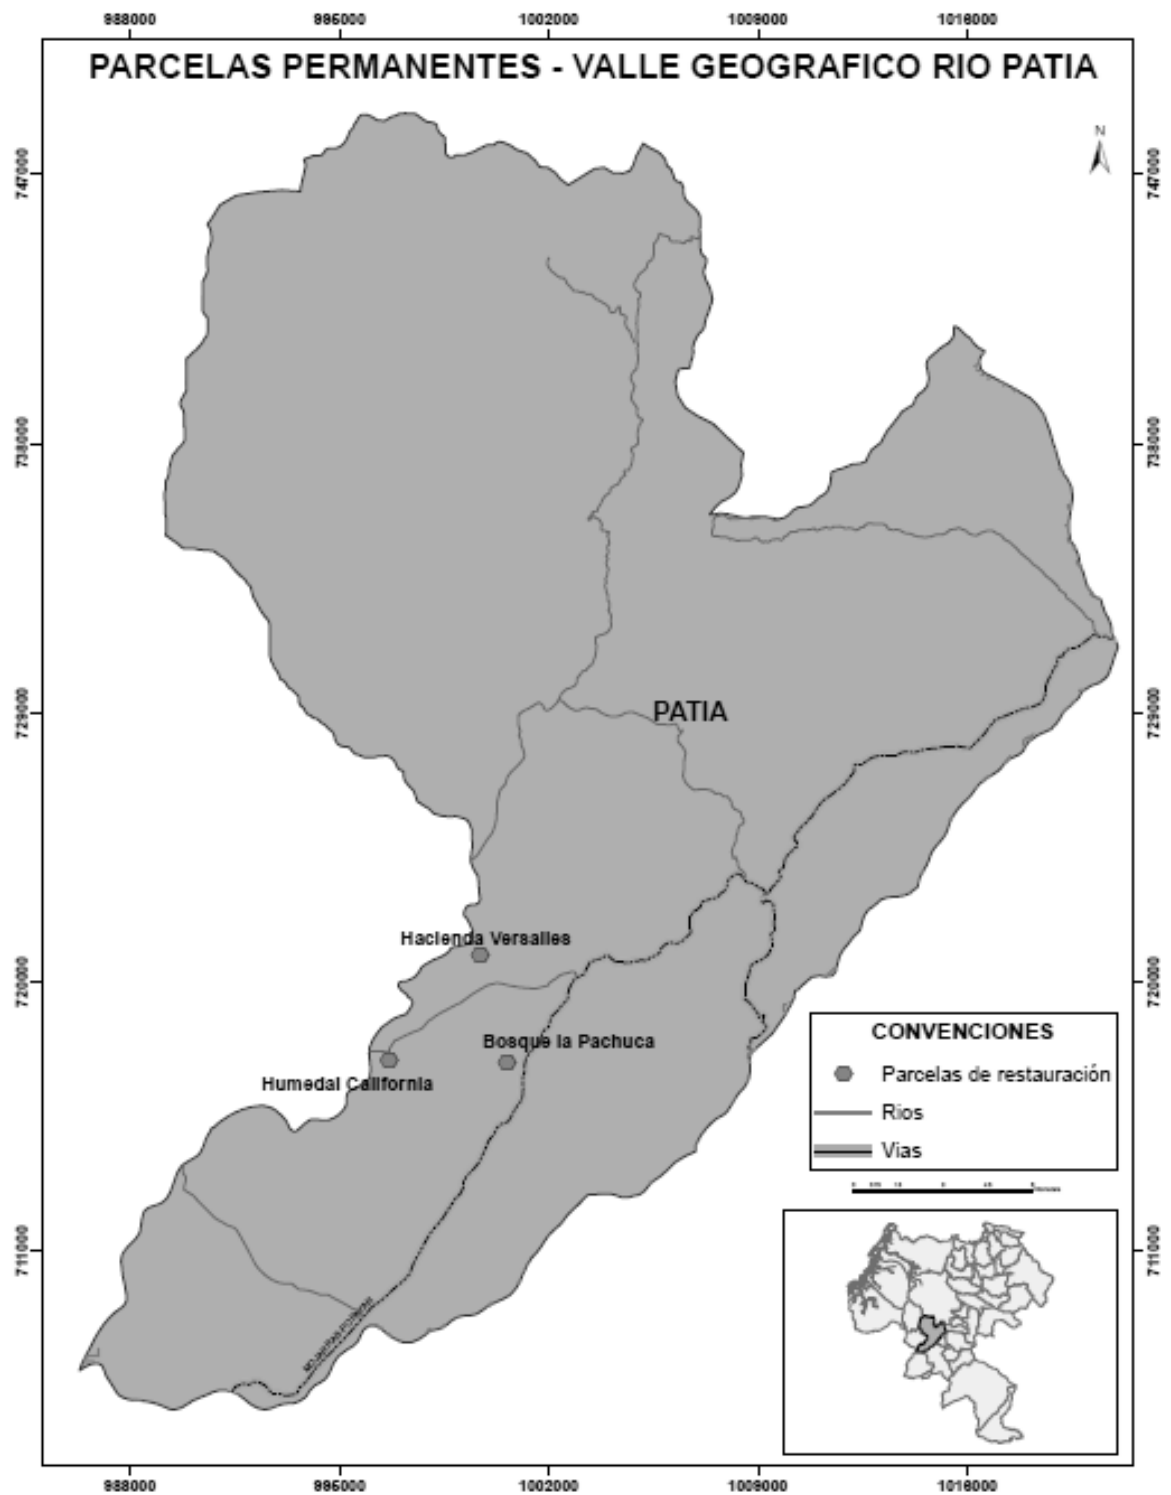 988000 995000 1002000 1009000 1016000
PARCELAS PERMANENTES - VALLE GEOGRAFICO RIO PATIA
N
747000 747000
738000 738000
PATIA
729000 729000
Hacienda Versalles
720000 720000
Bosque la Pachuca
Humedal California
CONVENCIONES
Parcelas de restauración
Rios
Vias
711000 711000
988000 995000 1002000 1009000 1016000